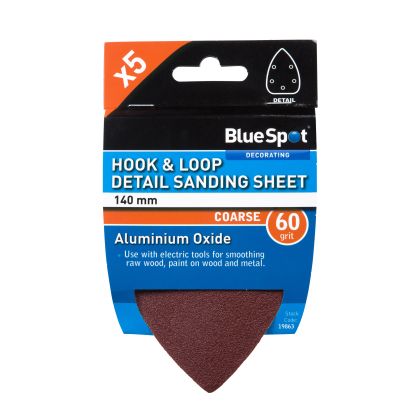 x5
DETAIL
BlueSpot
DECORATING
HOOK & LOOP
DETAIL SANDING SHEET
140 mm
COARSE 60
grit
Aluminium Oxide
• Use with electric tools for smoothing
raw wood, paint on wood and metal.
Stock
Code:
19863